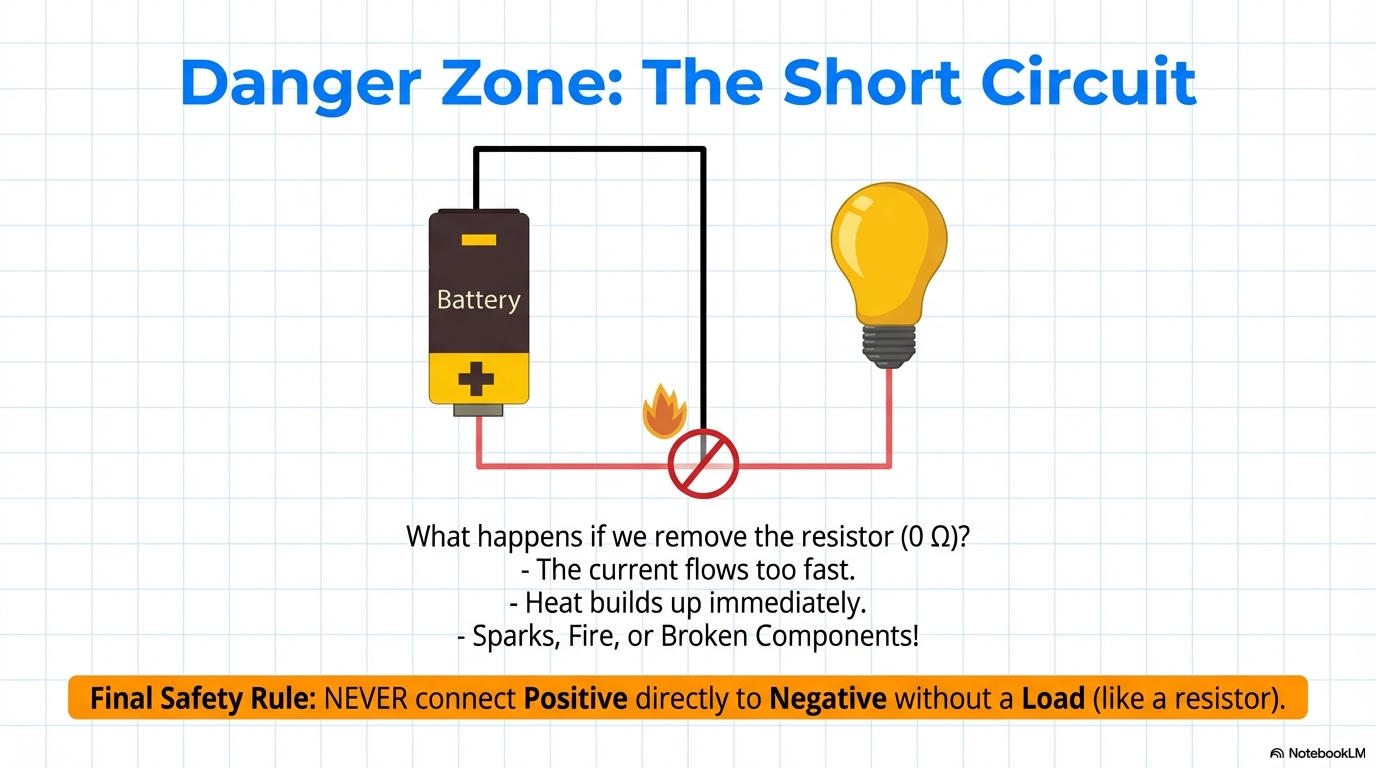 Danger Zone: The Short Circuit
Battery
What happens if we remove the resistor (0 Ω)?
- The current flows too fast.
- Heat builds up immediately.
- Sparks, Fire, or Broken Components!
Final Safety Rule: NEVER connect Positive directly to Negative without a Load (like a resistor).
NotebookLM